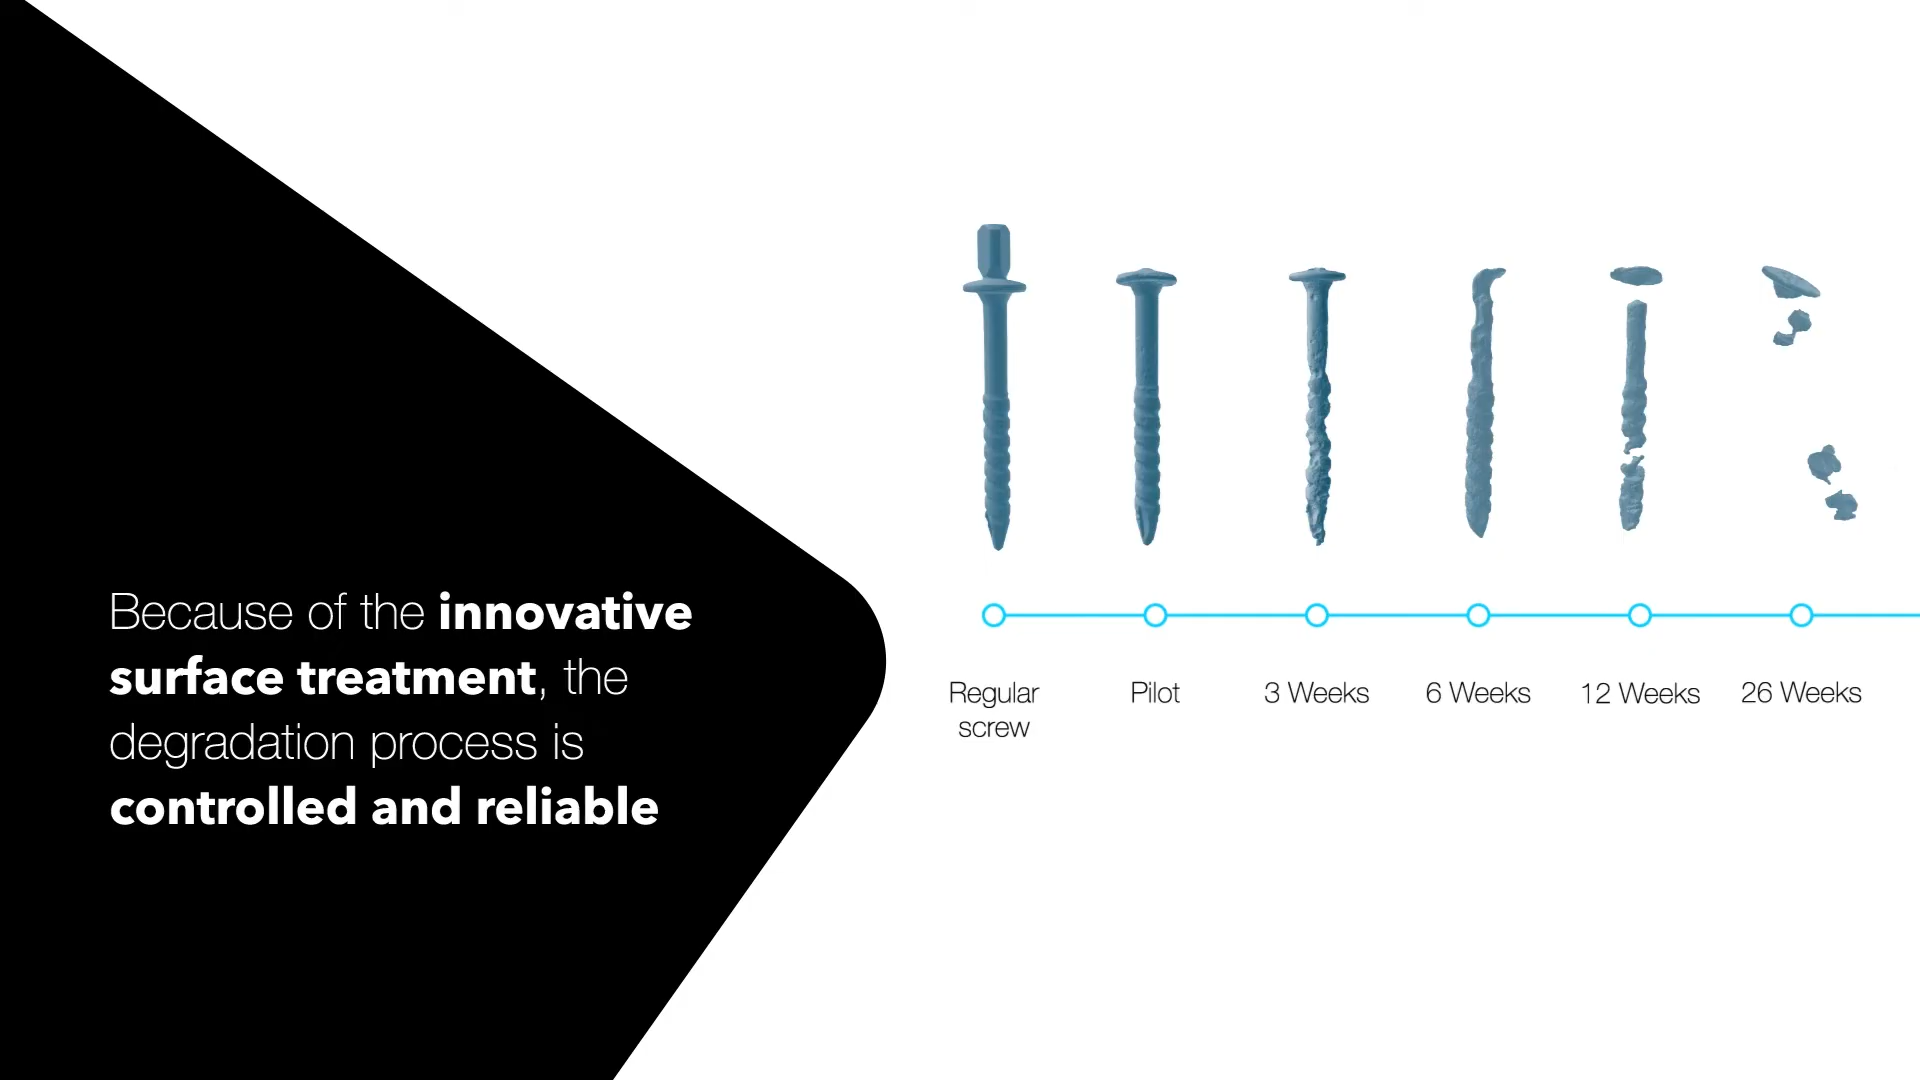 Because of the innovative
surface treatment, the
degradation process is
controlled and reliable
Regular
screw
Pilot
3 Weeks
6 Weeks
12 Weeks
26 Weeks